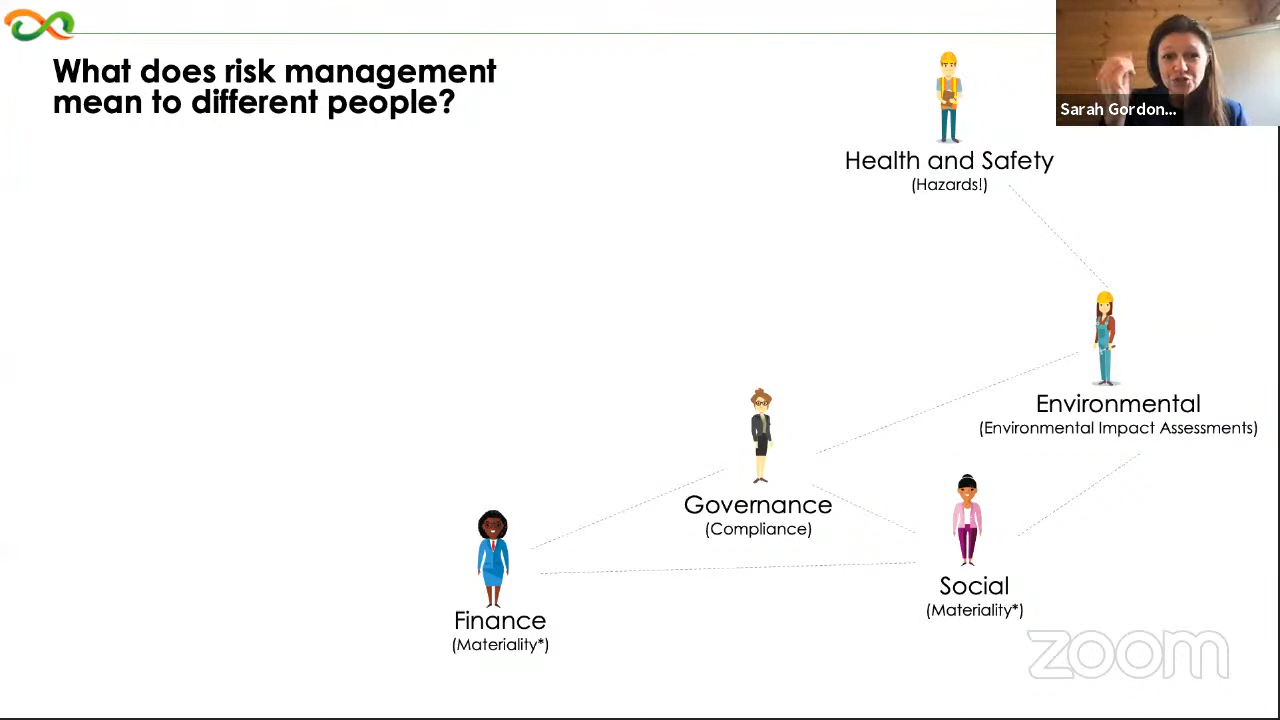 What does risk management
mean to different people?
Sarah Gordon...
Health and Safety
(Hazards!)
Environmental
(Environmental Impact Assessments)
Governance
(Compliance)
Social
(Materiality*)
Finance
(Materiality*)
zoom